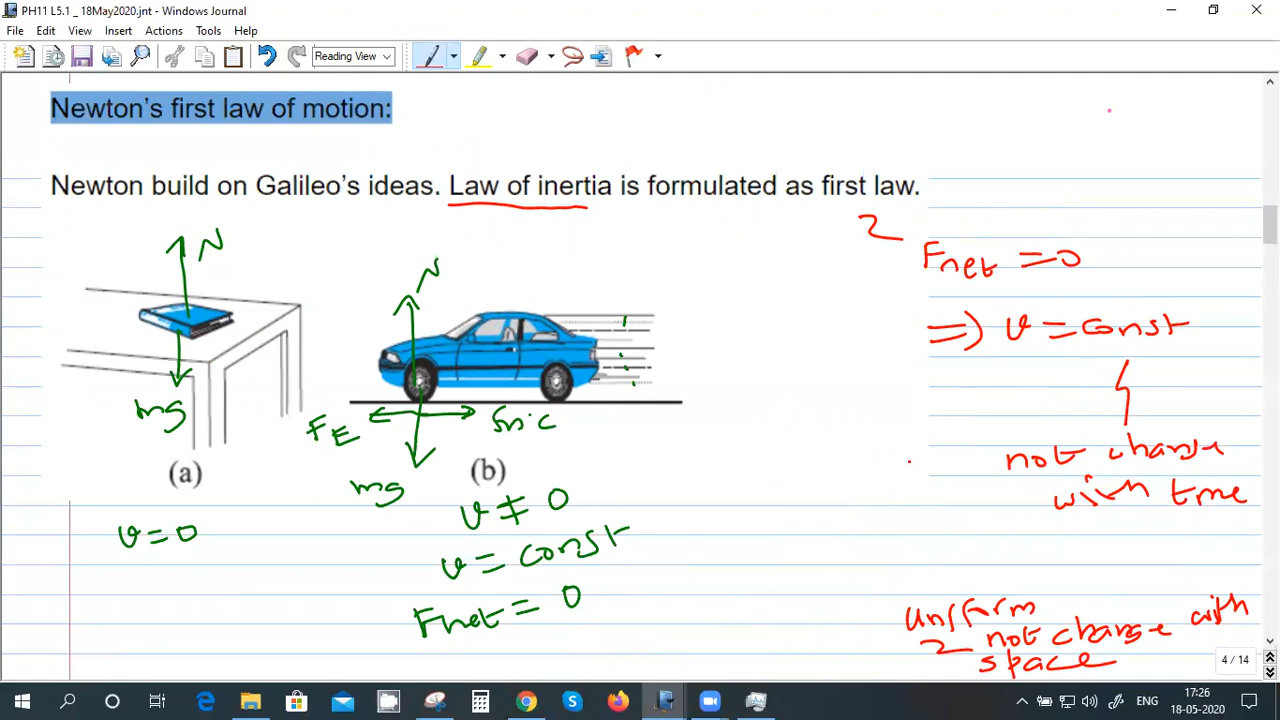 PH11 L5.1 _ 18May2020.jnt - Windows Journal
File Edit View Insert Actions Tools Help
Reading View
Newton's first law of motion:
Newton build on Galileo's ideas. Law of inertia is formulated as first law.
N
mg
(a)
v = 0
N
FE
mg
(b)
v ≠ 0
v = const
Fnet = 0
Fnet = 0
=) v = const
not change
with time
uniform
not change with
space
4 / 14
ENG
17:26
18-05-2020